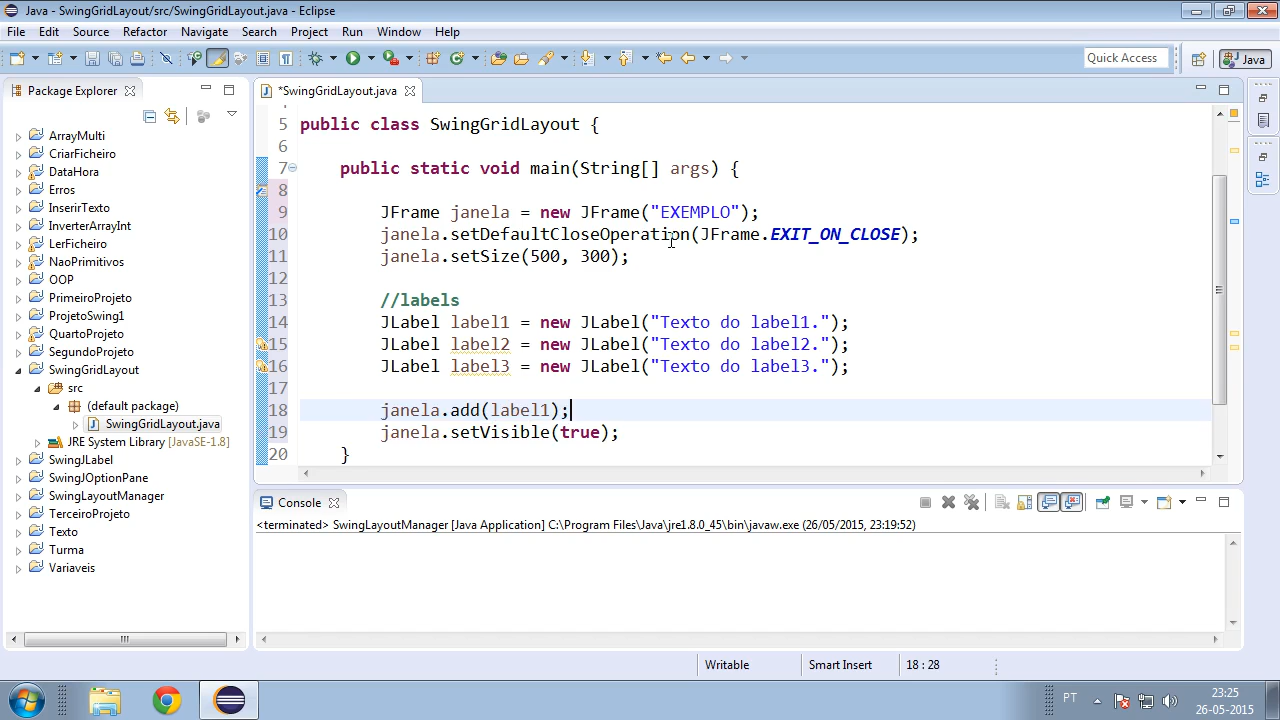 Java - SwingGridLayout/src/SwingGridLayout.java - Eclipse
File Edit Source Refactor Navigate Search Project Run Window Help
Quick Access Java
Package Explorer
ArrayMulti
CriarFicheiro
DataHora
Erros
InserirTexto
InverterArrayInt
LerFicheiro
NaoPrimitivos
OOP
PrimeiroProjeto
ProjetoSwing1
QuartoProjeto
SegundoProjeto
SwingGridLayout
src
(default package)
SwingGridLayout.java
JRE System Library [JavaSE-1.8]
SwingJLabel
SwingJOptionPane
SwingLayoutManager
TerceiroProjeto
Texto
Turma
Variaveis
*SwingGridLayout.java
5 public class SwingGridLayout {
6
7 public static void main(String[] args) {
8
9 JFrame janela = new JFrame("EXEMPLO");
10 janela.setDefaultCloseOperation(JFrame.EXIT_ON_CLOSE);
11 janela.setSize(500, 300);
12
13 //labels
14 JLabel label1 = new JLabel("Texto do label1.");
15 JLabel label2 = new JLabel("Texto do label2.");
16 JLabel label3 = new JLabel("Texto do label3.");
17
18 janela.add(label1);
19 janela.setVisible(true);
20 }
Console
<terminated> SwingLayoutManager [Java Application] C:\Program Files\Java\jre1.8.0_45\bin\javaw.exe (26/05/2015, 23:19:52)
Writable Smart Insert 18 : 28
PT 23:25
26-05-2015